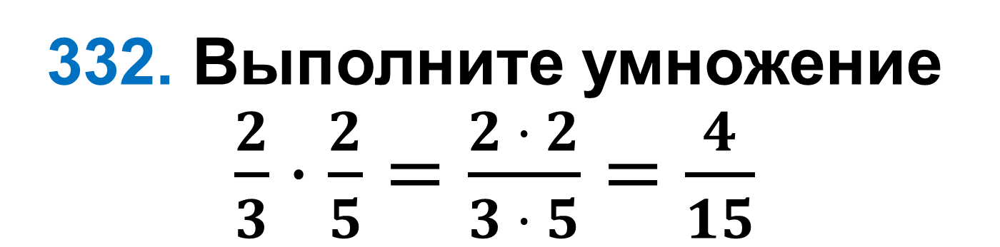 332. Выполните умножение
2/3 · 2/5 = 2 · 2/3 · 5 = 4/15